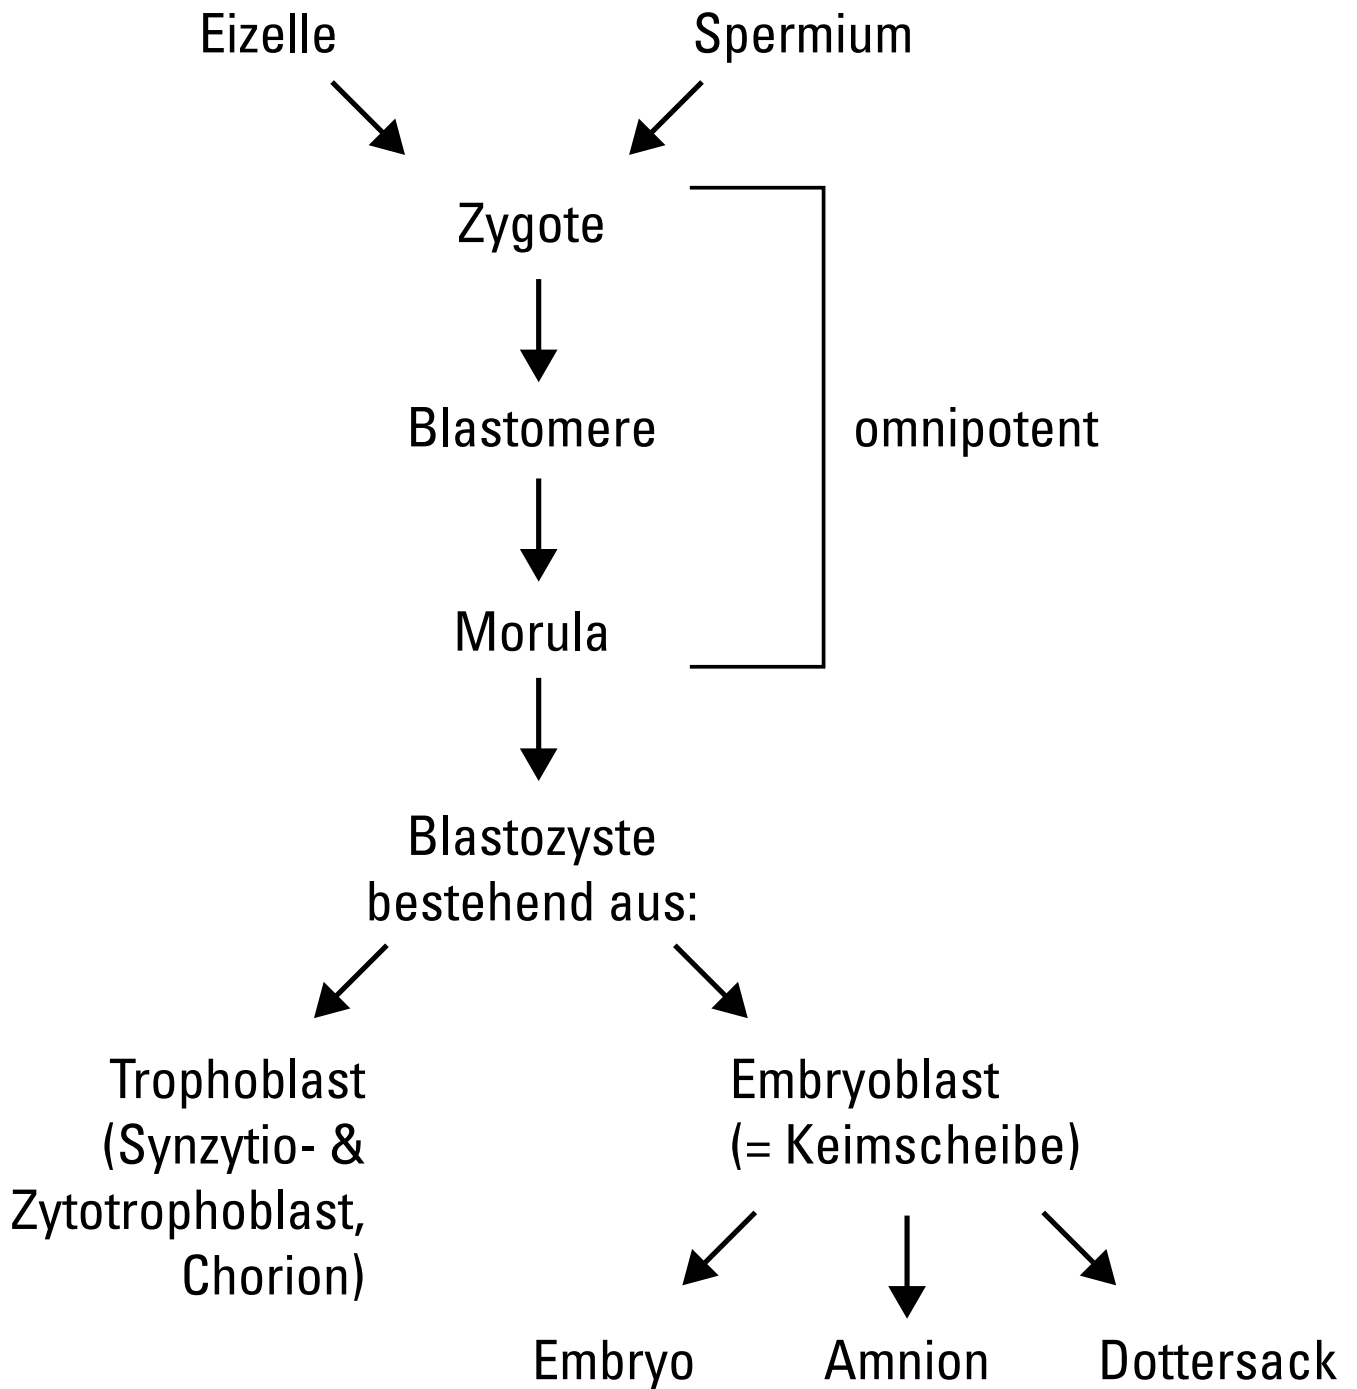 Eizelle
Spermium
Zygote
Blastomere
omnipotent
Morula
Blastozyste
bestehend aus:
Trophoblast
(Synzytio- &
Zytotrophoblast,
Chorion)
Embryoblast
(= Keimscheibe)
Embryo
Amnion
Dottersack